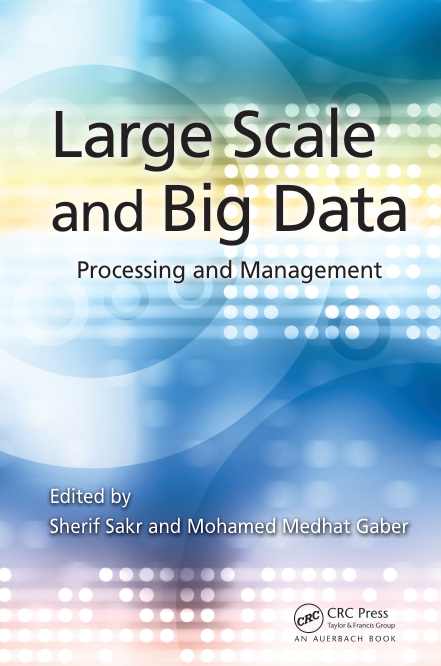 Large Scale
and Big Data
Processing and Management
Edited by
Sherif Sakr and Mohamed Medhat Gaber
CRC
CRC Press
Taylor & Francis Group
AN AUERBACH BOOK